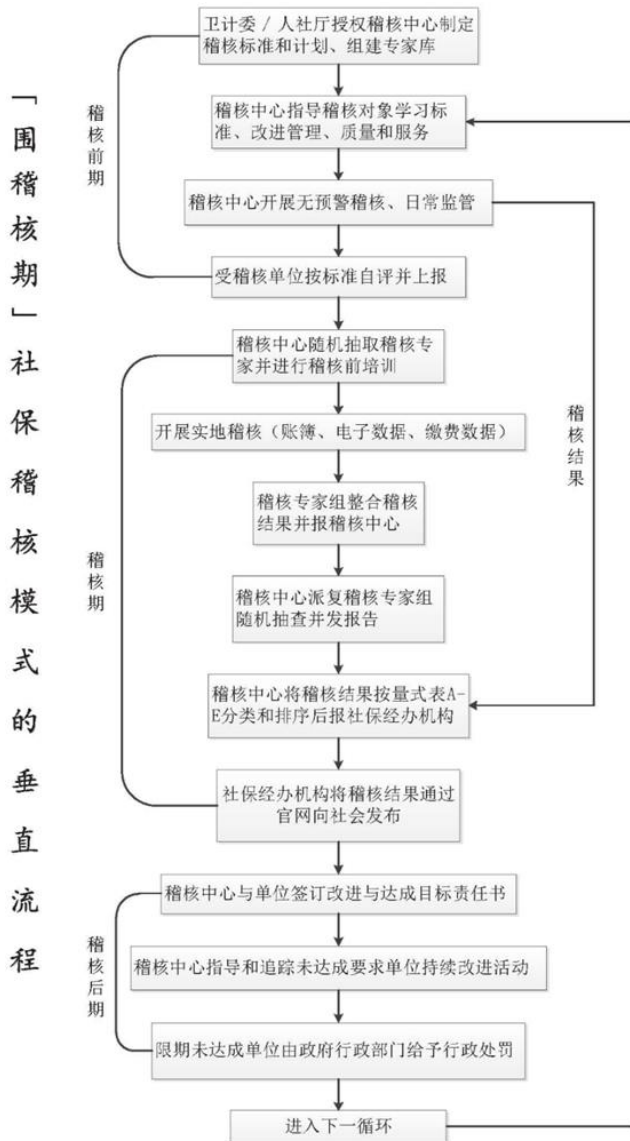 「围稽核期」社保稽核模式的垂直流程
稽核前期
卫计委 / 人社厅授权稽核中心制定
稽核标准和计划、组建专家库
稽核中心指导稽核对象学习标
准、改进管理、质量和服务
稽核中心开展无预警稽核、日常监管
受稽核单位按标准自评并上报
稽核期
稽核中心随机抽取稽核专
家并进行稽核前培训
开展实地稽核（账簿、电子数据、缴费数据）
稽核专家组整合稽核
结果并报稽核中心
稽核中心派复稽核专家组
随机抽查并发报告
稽核中心将稽核结果按量式表A-
E分类和排序后报社保经办机构
社保经办机构将稽核结果通过
官网向社会发布
稽核结果
稽核后期
稽核中心与单位签订改进与达成目标责任书
稽核中心指导和追踪未达成要求单位持续改进活动
限期未达成单位由政府行政部门给予行政处罚
进入下一循环